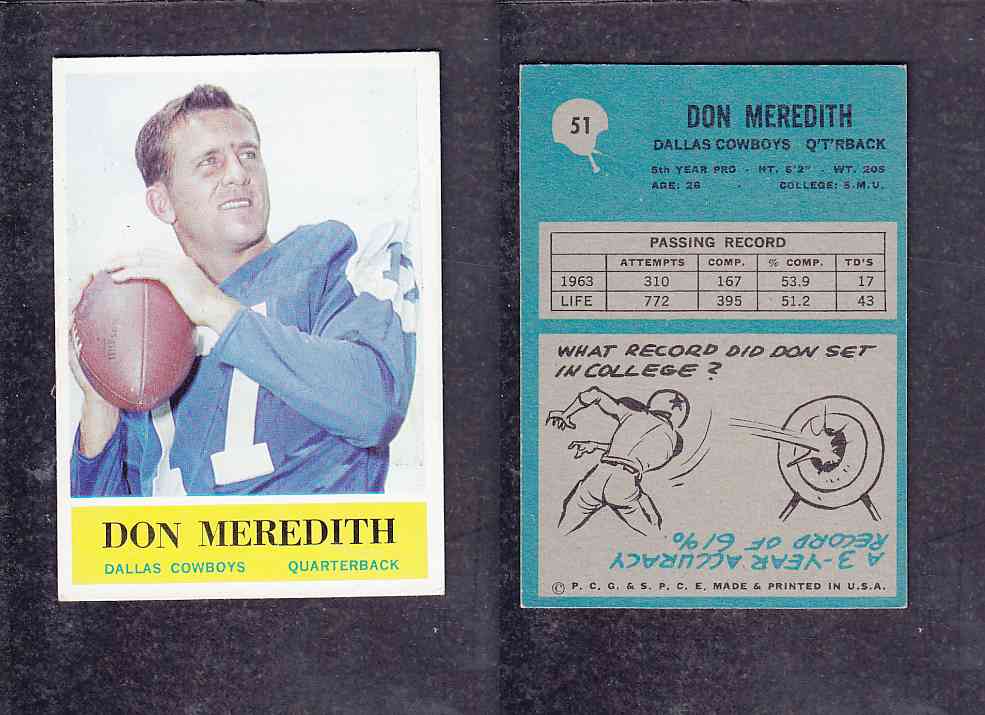 DON MEREDITH
DALLAS COWBOYS QUARTERBACK
51
DON MEREDITH
DALLAS COWBOYS Q'T'RBACK
5th YEAR PRO · HT. 6'2" · WT. 205
AGE: 26 · COLLEGE: S.M.U.
PASSING RECORD
ATTEMPTS COMP. % COMP. TD'S
1963 310 167 53.9 17
LIFE 772 395 51.2 43
WHAT RECORD DID DON SET
IN COLLEGE?
A 3-YEAR ACCURACY
RECORD OF 61%
© P. C. G. & S. P. C. E. MADE & PRINTED IN U.S.A.